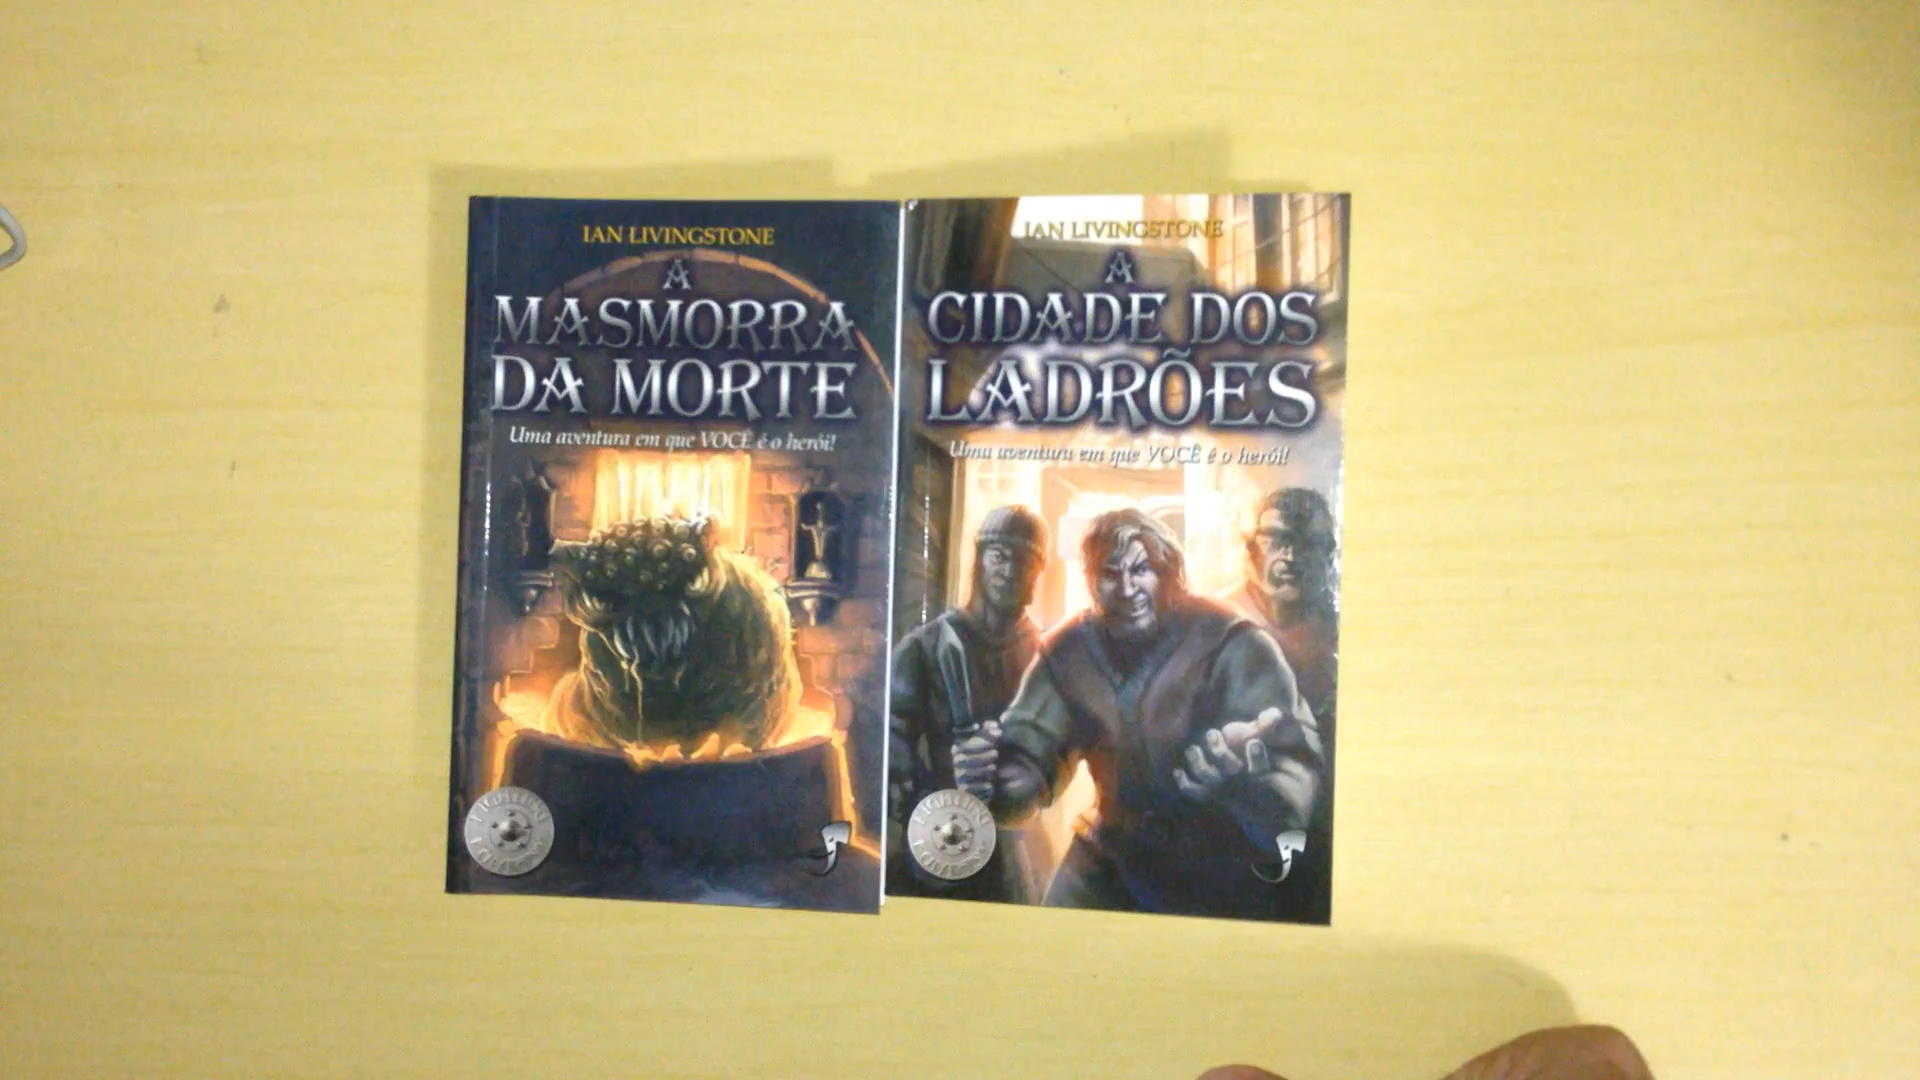 IAN LIVINGSTONE
A
MASMORRA
DA MORTE
Uma aventura em que VOCÊ é o herói!
IAN LIVINGSTONE
A
CIDADE DOS
LADRÕES
Uma aventura em que VOCÊ é o herói!